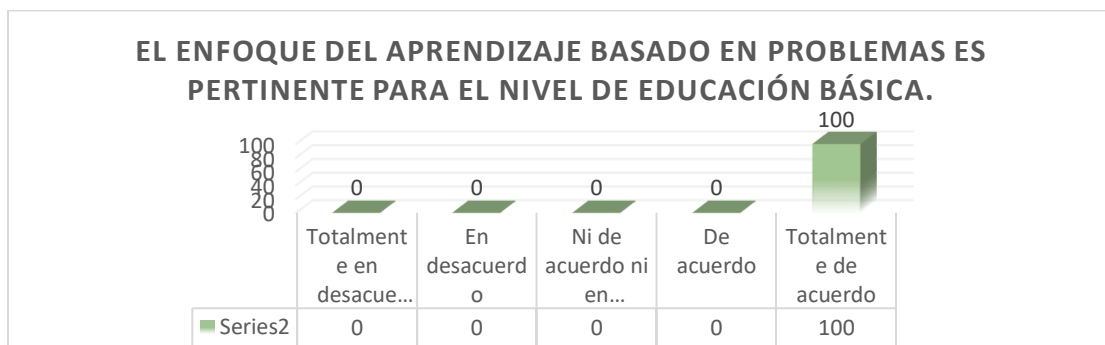 EL ENFOQUE DEL APRENDIZAJE BASADO EN PROBLEMAS ES
PERTINENTE PARA EL NIVEL DE EDUCACIÓN BÁSICA.
100
80
60
40
20
0
0 0 0 0 100
Totalment
e en
desacue...
En
desacuerd
o
Ni de
acuerdo ni
en...
De
acuerdo
Totalment
e de
acuerdo
Series2 0 0 0 0 100